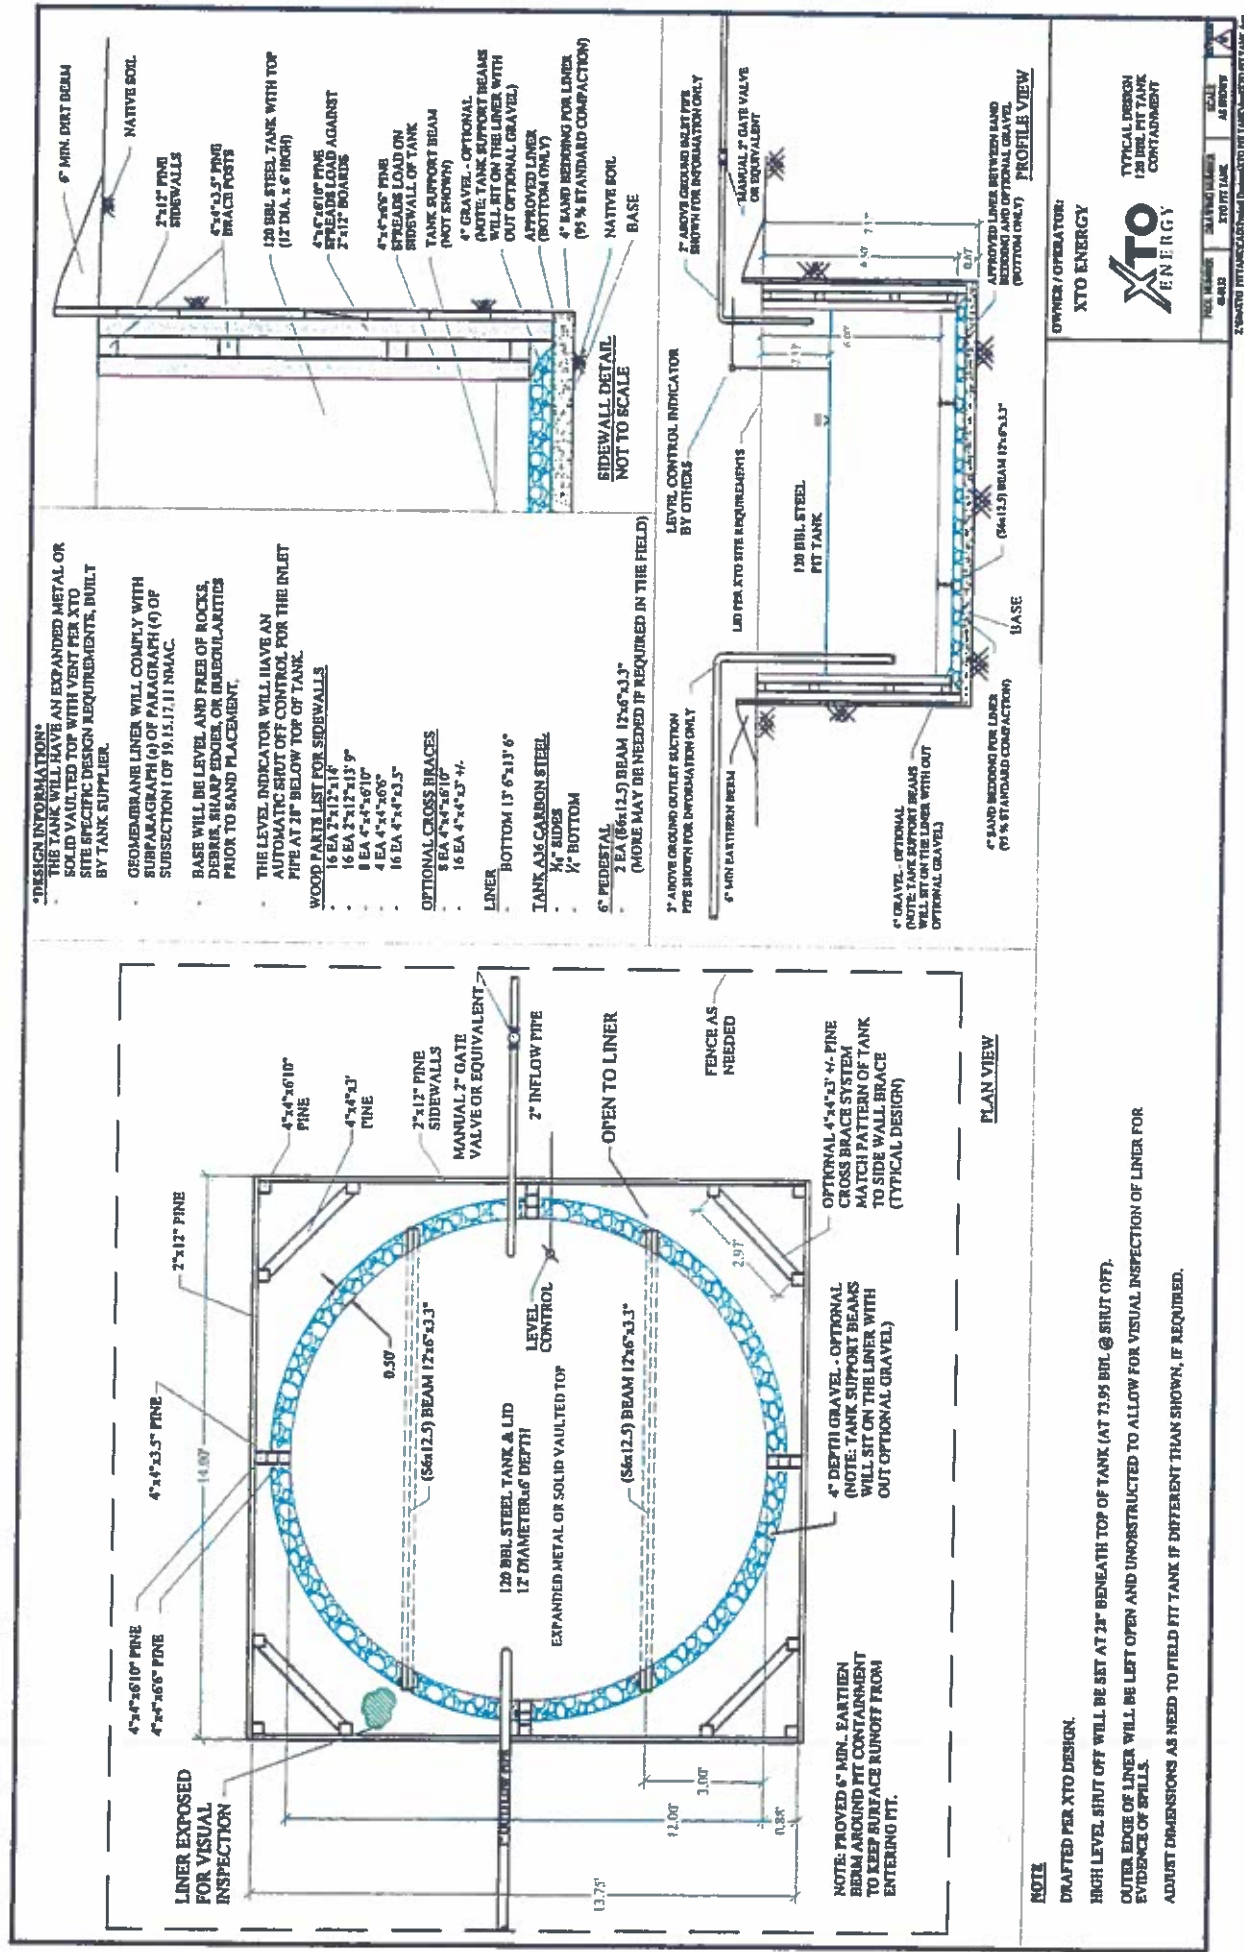 *DESIGN INFORMATION*
THE TANK WILL HAVE AN EXPANDED METAL OR
SOLID VAULTED TOP WITH VENT PER XTO
SITE SPECIFIC DESIGN REQUIREMENTS, BUILT
BY TANK SUPPLIER.
GEOMEMBRANE LINER WILL COMPLY WITH
SUBPARAGRAPH (a) OF PARAGRAPH (4) OF
SUBSECTION I OF 19.15.17.11 NMAC.
BASE WILL BE LEVEL AND FREE OF ROCKS,
DEBRIS, SHARP EDGES, OR IRREGULARITIES
PRIOR TO SAND PLACEMENT.
THE LEVEL INDICATOR WILL HAVE AN
AUTOMATIC SHUT OFF CONTROL FOR THE INLET
PIPE AT 28" BELOW TOP OF TANK.
WOOD PARTS LIST FOR SIDEWALLS
16 EA 2"x12"x14'
16 EA 2"x12"x13' 9"
8 EA 4"x4"x6'10"
4 EA 4"x4"x6'6"
16 EA 4"x4"x3.5"
OPTIONAL CROSS BRACES
8 EA 4"x4"x6'10"
16 EA 4"x4"x3' +/-
LINER
BOTTOM 13' 6"x13' 6"
TANK A36 CARBON STEEL
SIDES
¼" BOTTOM
6" PEDESTAL
2 EA (S6x12.5) BEAM 12'x6"x3.3"
(MORE MAY BE NEEDED IF REQUIRED IN THE FIELD)
6" MIN. DIRT BERM
NATIVE SOIL
2"x12" PINE
SIDEWALLS
4"x4"x3.5" PINE
BRACE POSTS
120 BBL STEEL TANK WITH TOP
(12' DIA. x 6' HIGH)
4"x4"x6'10" PINE
SPREADS LOAD AGAINST
2"x12" BOARDS
4"x4"x6'6" PINE
SPREADS LOAD ON
SIDEWALL OF TANK
TANK SUPPORT BEAM
(NOT SHOWN)
4" GRAVEL - OPTIONAL
(NOTE: TANK SUPPORT BEAMS
WILL SIT ON THE LINER WITH
OUT OPTIONAL GRAVEL)
APPROVED LINER
(BOTTOM ONLY)
4" SAND BEDDING FOR LINER
(95 % STANDARD COMPACTION)
NATIVE SOIL
BASE
SIDEWALL DETAIL
NOT TO SCALE
4"x4"x6'10" PINE
4"x4"x6'6" PINE
4"x4"x3.5" PINE
2"x12" PINE
4"x4"x6'10"
PINE
4"x4"x3'
PINE
2"x12" PINE
SIDEWALLS
MANUAL 2" GATE
VALVE OR EQUIVALENT
2" INFLOW PIPE
OPEN TO LINER
FENCE AS
NEEDED
14.00'
0.50'
(S6x12.5) BEAM 12'x6"x3.3"
LEVEL
CONTROL
120 BBL STEEL TANK & LID
12' DIAMETERx6' DEPTH
EXPANDED METAL OR SOLID VAULTED TOP
(S6x12.5) BEAM 12'x6"x3.3"
2.97'
OPTIONAL 4"x4"x3' +/- PINE
CROSS BRACE SYSTEM
MATCH PATTERN OF TANK
TO SIDE WALL BRACE
(TYPICAL DESIGN)
4" DEPTH GRAVEL - OPTIONAL
(NOTE: TANK SUPPORT BEAMS
WILL SIT ON THE LINER WITH
OUT OPTIONAL GRAVEL)
LINER EXPOSED
FOR VISUAL
INSPECTION
13.75'
12.00'
3.00'
0.88'
NOTE: PROVED 6" MIN. EARTHEN
BERM AROUND PIT CONTAINMENT
TO KEEP SURFACE RUNOFF FROM
ENTERING PIT.
PLAN VIEW
3" ABOVE GROUND OUTLET SUCTION
PIPE SHOWN FOR INFORMATION ONLY
6" MIN EARTHERN BERM
LID PER XTO SITE REQUIREMENTS
LEVEL CONTROL INDICATOR
BY OTHERS
2" ABOVE GROUND INLET PIPE
SHOWN FOR INFORMATION ONLY
MANUAL 2" GATE VALVE
OR EQUIVALENT
120 BBL STEEL
PIT TANK
6.00'
4" GRAVEL - OPTIONAL
(NOTE: TANK SUPPORT BEAMS
WILL SIT ON THE LINER WITH OUT
OPTIONAL GRAVEL)
4" SAND BEDDING FOR LINER
(95 % STANDARD COMPACTION)
BASE
(S6x12.5) BEAM 12'x6"x3.3"
APPROVED LINER BETWEEN SAND
BEDDING AND OPTIONAL GRAVEL
(BOTTOM ONLY)
PROFILE VIEW
NOTE
DRAFTED PER XTO DESIGN.
HIGH LEVEL SHUT OFF WILL BE SET AT 28" BENEATH TOP OF TANK (AT 73.95 BBL @ SHUT OFF).
OUTER EDGE OF LINER WILL BE LEFT OPEN AND UNOBSTRUCTED TO ALLOW FOR VISUAL INSPECTION OF LINER FOR
EVIDENCE OF SPILLS.
ADJUST DIMENSIONS AS NEED TO FIELD FIT TANK IF DIFFERENT THAN SHOWN, IF REQUIRED.
OWNER / OPERATOR:
XTO ENERGY
XTO
ENERGY
TYPICAL DESIGN
120 BBL PIT TANK
CONTAINMENT
DRAWING NUMBER
XTO PIT TANK
SCALE
AS SHOWN